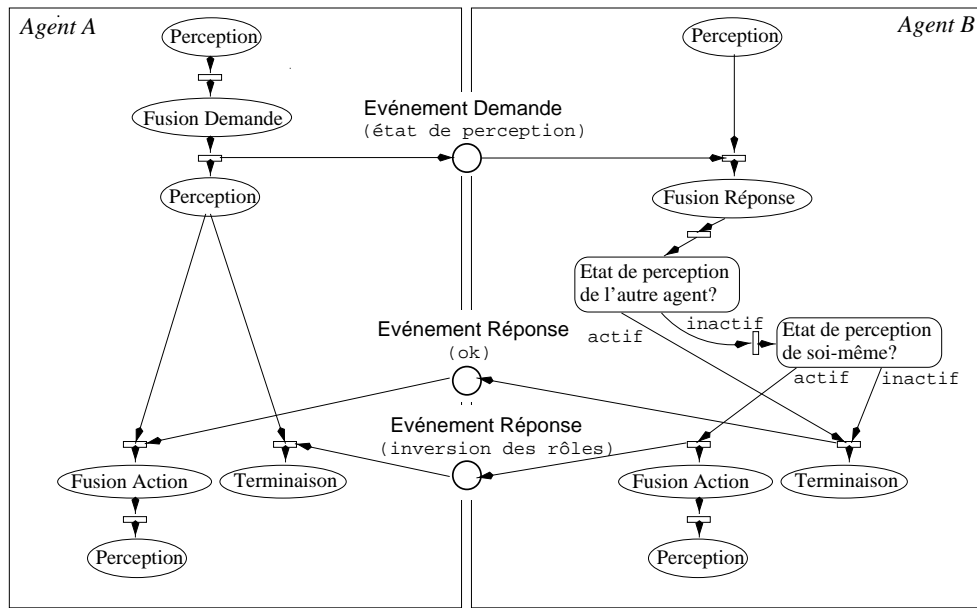 Agent A
Agent B
Perception
Perception
Fusion Demande
Evénement Demande
(état de perception)
Perception
Fusion Réponse
Etat de perception
de l'autre agent?
actif
inactif
Etat de perception
de soi-même?
actif
inactif
Evénement Réponse
(ok)
Evénement Réponse
(inversion des rôles)
Fusion Action
Terminaison
Fusion Action
Terminaison
Perception
Perception